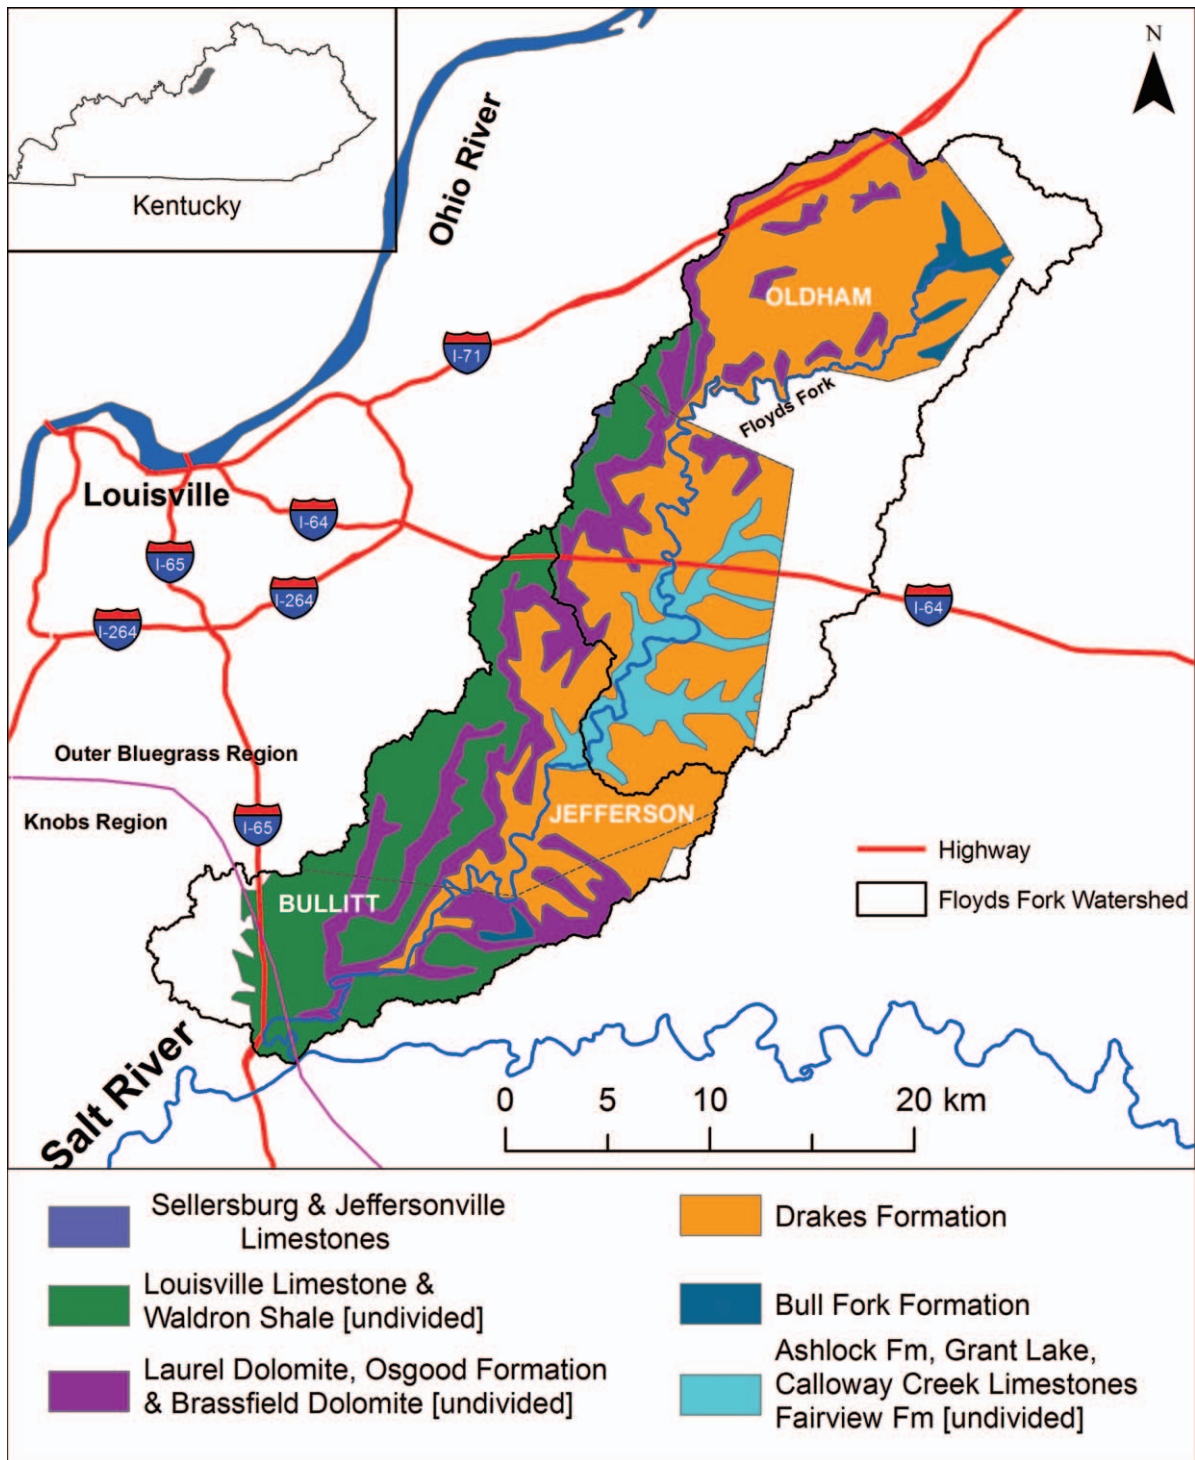 N
Kentucky
Ohio River
OLDHAM
I-71
Floyds Fork
Louisville
I-64
I-65
I-264
I-64
I-264
Outer Bluegrass Region
JEFFERSON
Knobs Region
I-65
Highway
BULLITT
Floyds Fork Watershed
Salt River
0 5 10 20 km
Sellersburg & Jeffersonville
Limestones
Louisville Limestone &
Waldron Shale [undivided]
Laurel Dolomite, Osgood Formation
& Brassfield Dolomite [undivided]
Drakes Formation
Bull Fork Formation
Ashlock Fm, Grant Lake,
Calloway Creek Limestones
Fairview Fm [undivided]